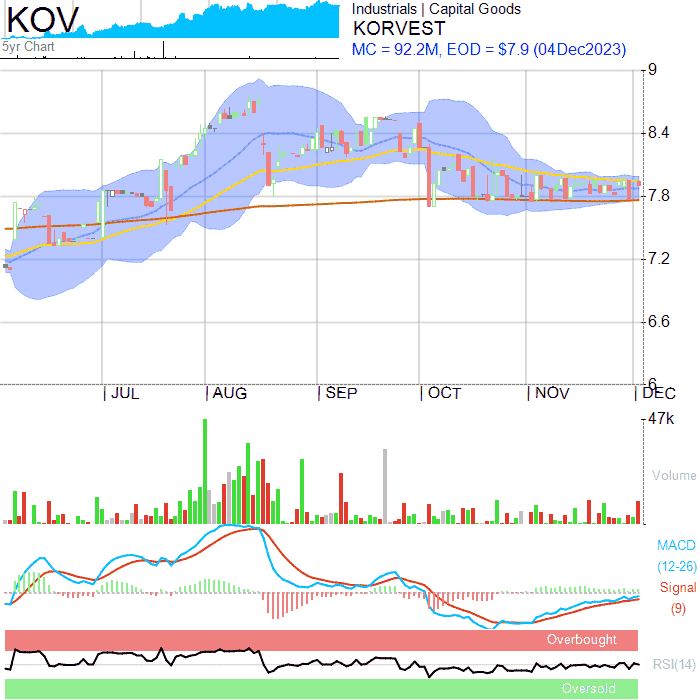 KOV
5yr Chart
Industrials | Capital Goods
KORVEST
MC = 92.2M, EOD = $7.9 (04Dec2023)
9
8.4
7.8
7.2
6.6
6
JUL AUG SEP OCT NOV DEC
47k
Volume
MACD
(12-26)
Signal
(9)
Overbought
RSI(14)
Oversold